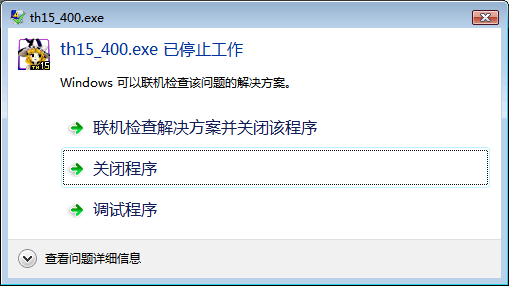 th15_400.exe
th15_400.exe 已停止工作
TH 15
Windows 可以联机检查该问题的解决方案。
联机检查解决方案并关闭该程序
关闭程序
调试程序
查看问题详细信息